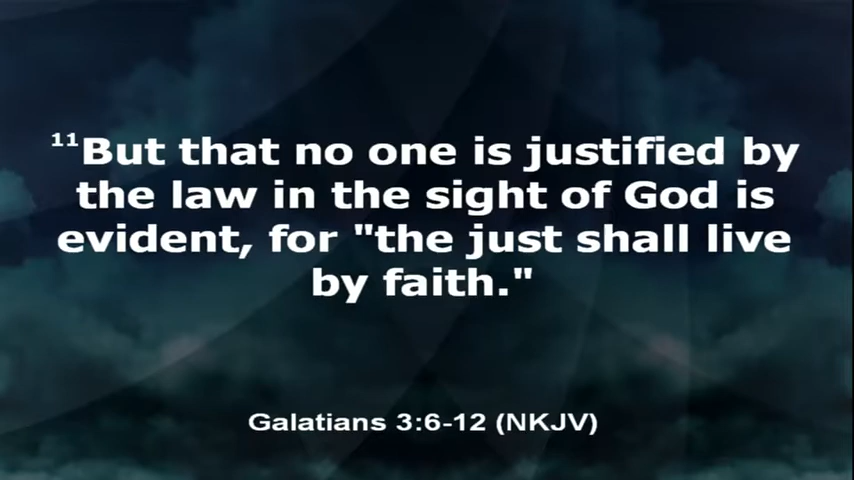 ¹¹But that no one is justified by
the law in the sight of God is
evident, for "the just shall live
by faith."
Galatians 3:6-12 (NKJV)